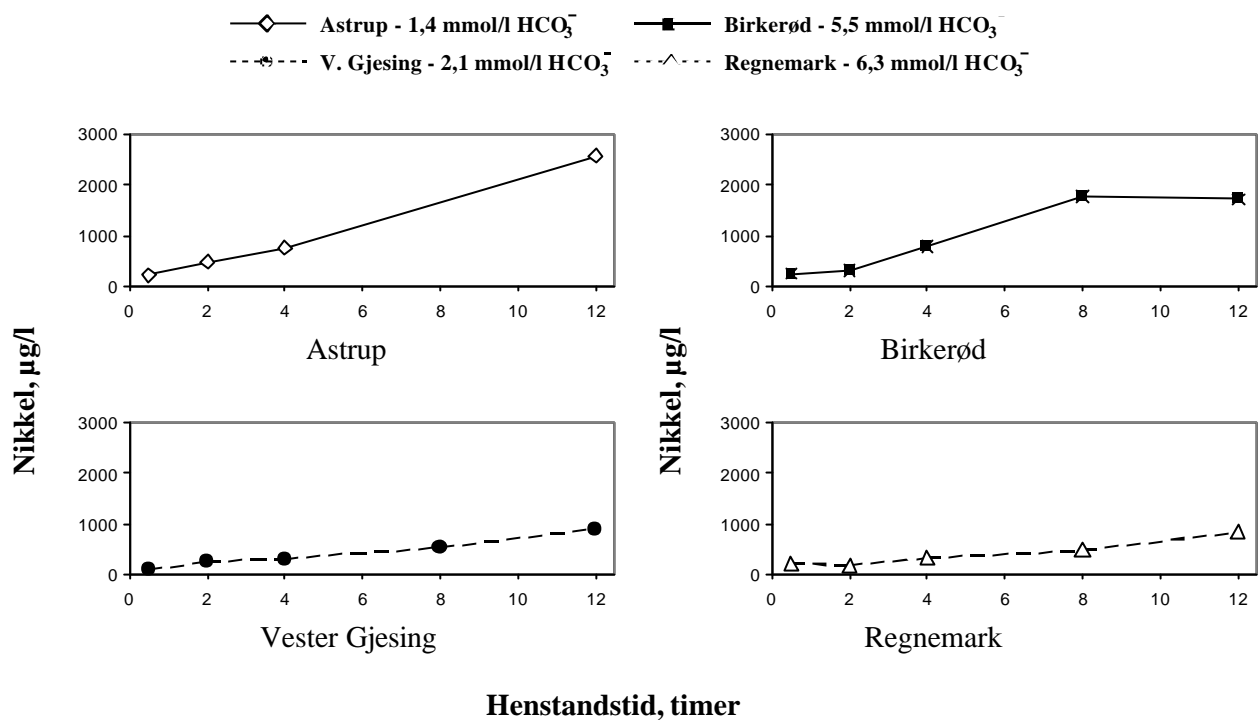 Astrup - 1,4 mmol/l HCO₃⁻ Birkerød - 5,5 mmol/l HCO₃⁻
V. Gjesing - 2,1 mmol/l HCO₃⁻ Regnemark - 6,3 mmol/l HCO₃⁻
Nikkel, µg/l
3000
2000
1000
0
0 2 4 6 8 10 12
Astrup
Nikkel, µg/l
3000
2000
1000
0
0 2 4 6 8 10 12
Birkerød
3000
2000
1000
0
0 2 4 6 8 10 12
Vester Gjesing
3000
2000
1000
0
0 2 4 6 8 10 12
Regnemark
Henstandstid, timer